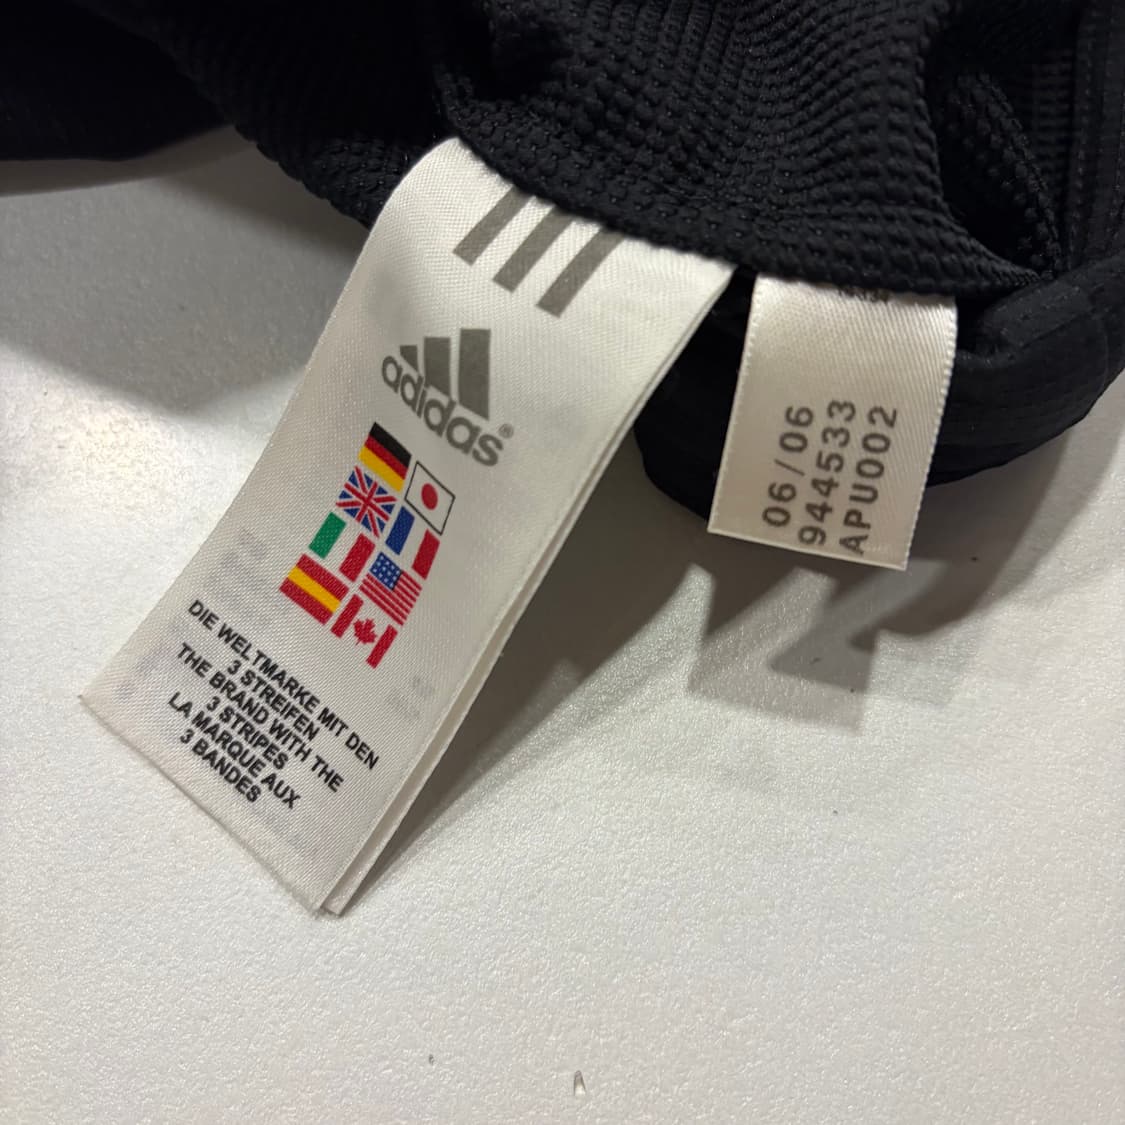 adidas®
DIE WELTMARKE MIT DEN
3 STREIFEN
THE BRAND WITH THE
3 STRIPES
LA MARQUE AUX
3 BANDES
06/06
944533
APU002